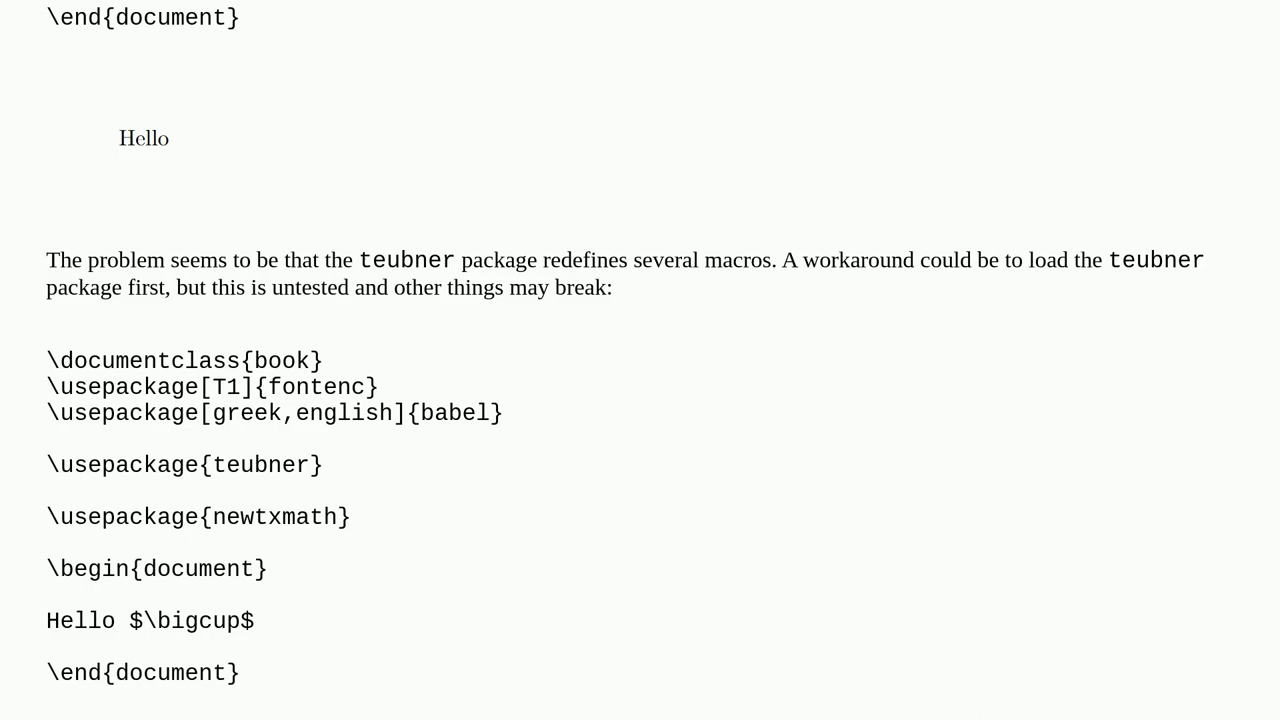 \end{document}
Hello
The problem seems to be that the teubner package redefines several macros. A workaround could be to load the teubner
package first, but this is untested and other things may break:
\documentclass{book}
\usepackage[T1]{fontenc}
\usepackage[greek,english]{babel}
\usepackage{teubner}
\usepackage{newtxmath}
\begin{document}
Hello $\bigcup$
\end{document}